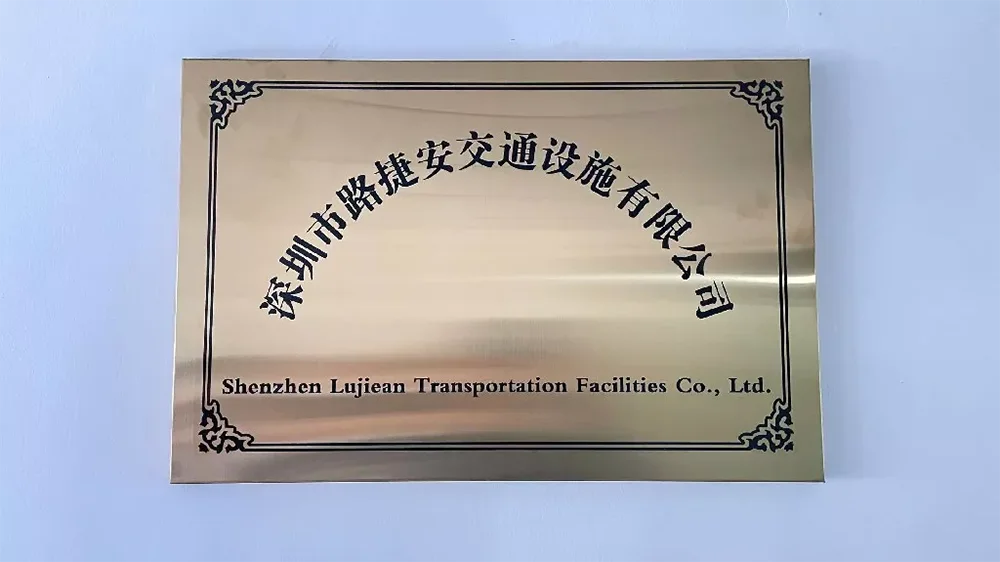 深圳市路捷安交通设施有限公司
Shenzhen Lujiean Transportation Facilities Co., Ltd.